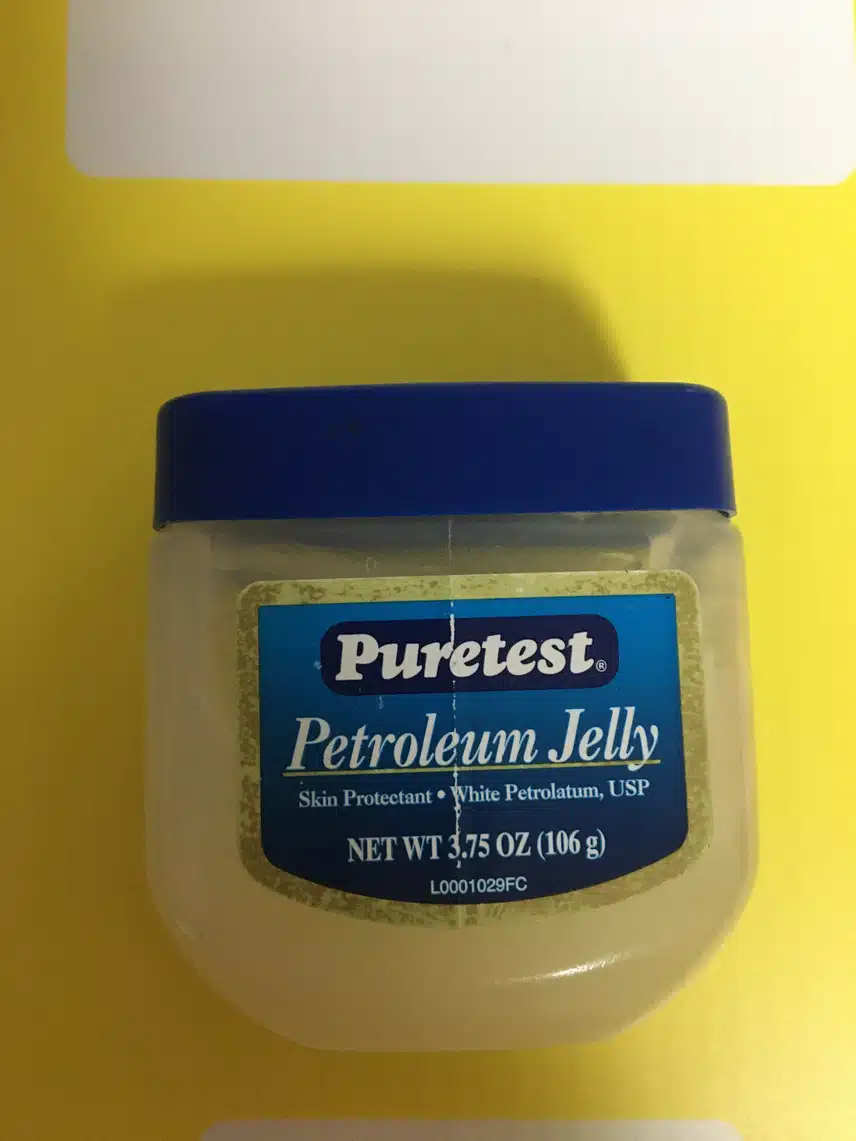 Puretest®
Petroleum Jelly
Skin Protectant • White Petrolatum, USP
NET WT 3.75 OZ (106 g)
L0001029FC